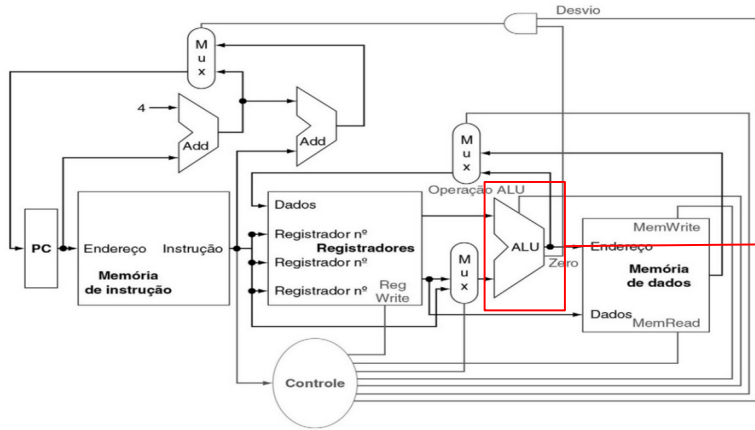 Desvio
M
u
x
4
Add
Add
M
u
x
Operação ALU
Dados
PC
Endereço
Instrução
Memória
de instrução
Registrador nº
Registradores
Registrador nº
Registrador nº
Reg
Write
M
u
x
ALU
Zero
MemWrite
Endereço
Memória
de dados
Dados
MemRead
Controle